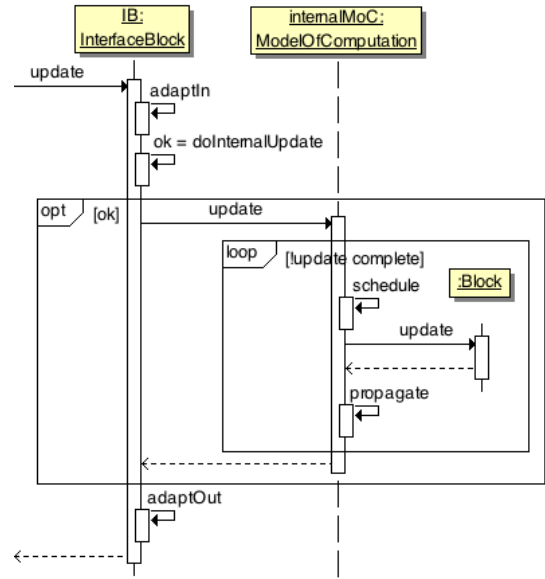 IB:
InterfaceBlock
internalMoC:
ModelOfComputation
update
adaptIn
ok = doInternalUpdate
opt
[ok]
update
loop
[!update complete]
:Block
schedule
update
propagate
adaptOut